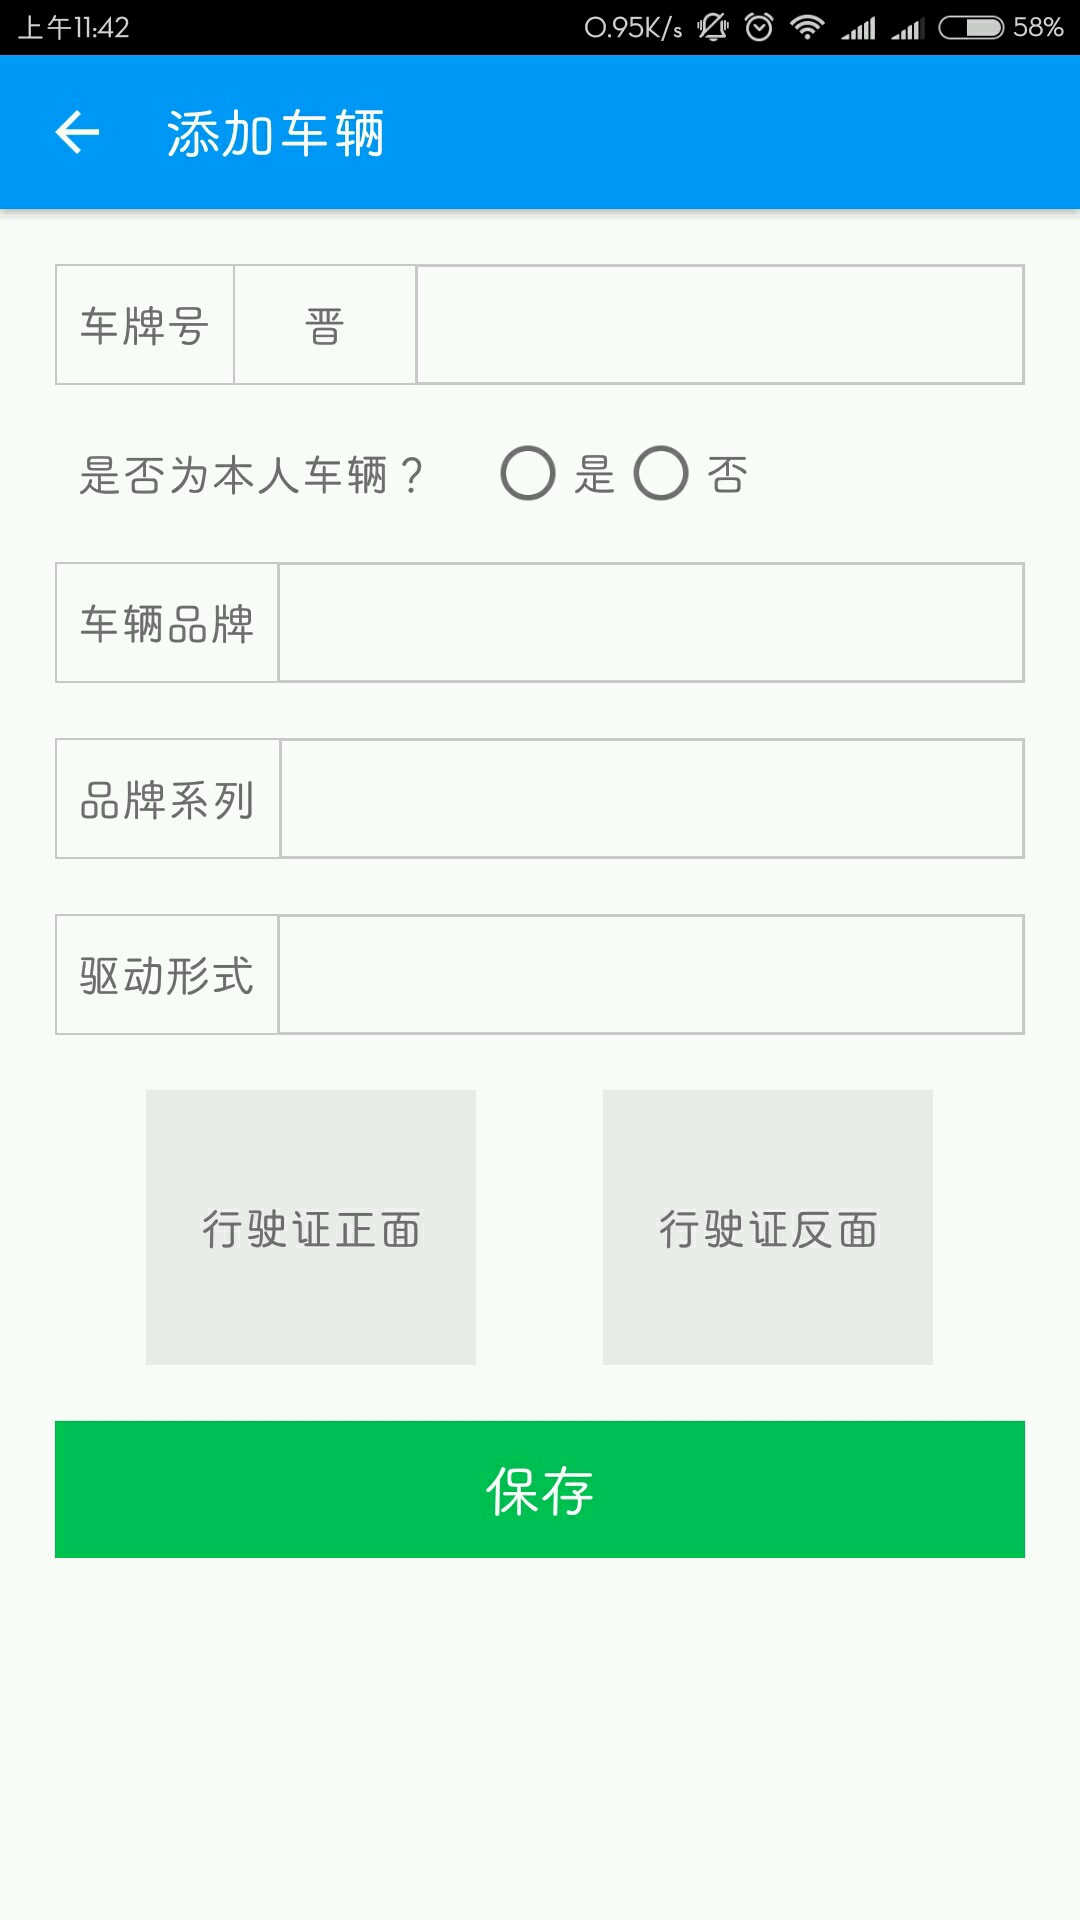 上午11:42 0.95K/s 58%
添加车辆
车牌号 晋
是否为本人车辆？ 是 否
车辆品牌
品牌系列
驱动形式
行驶证正面 行驶证反面
保存